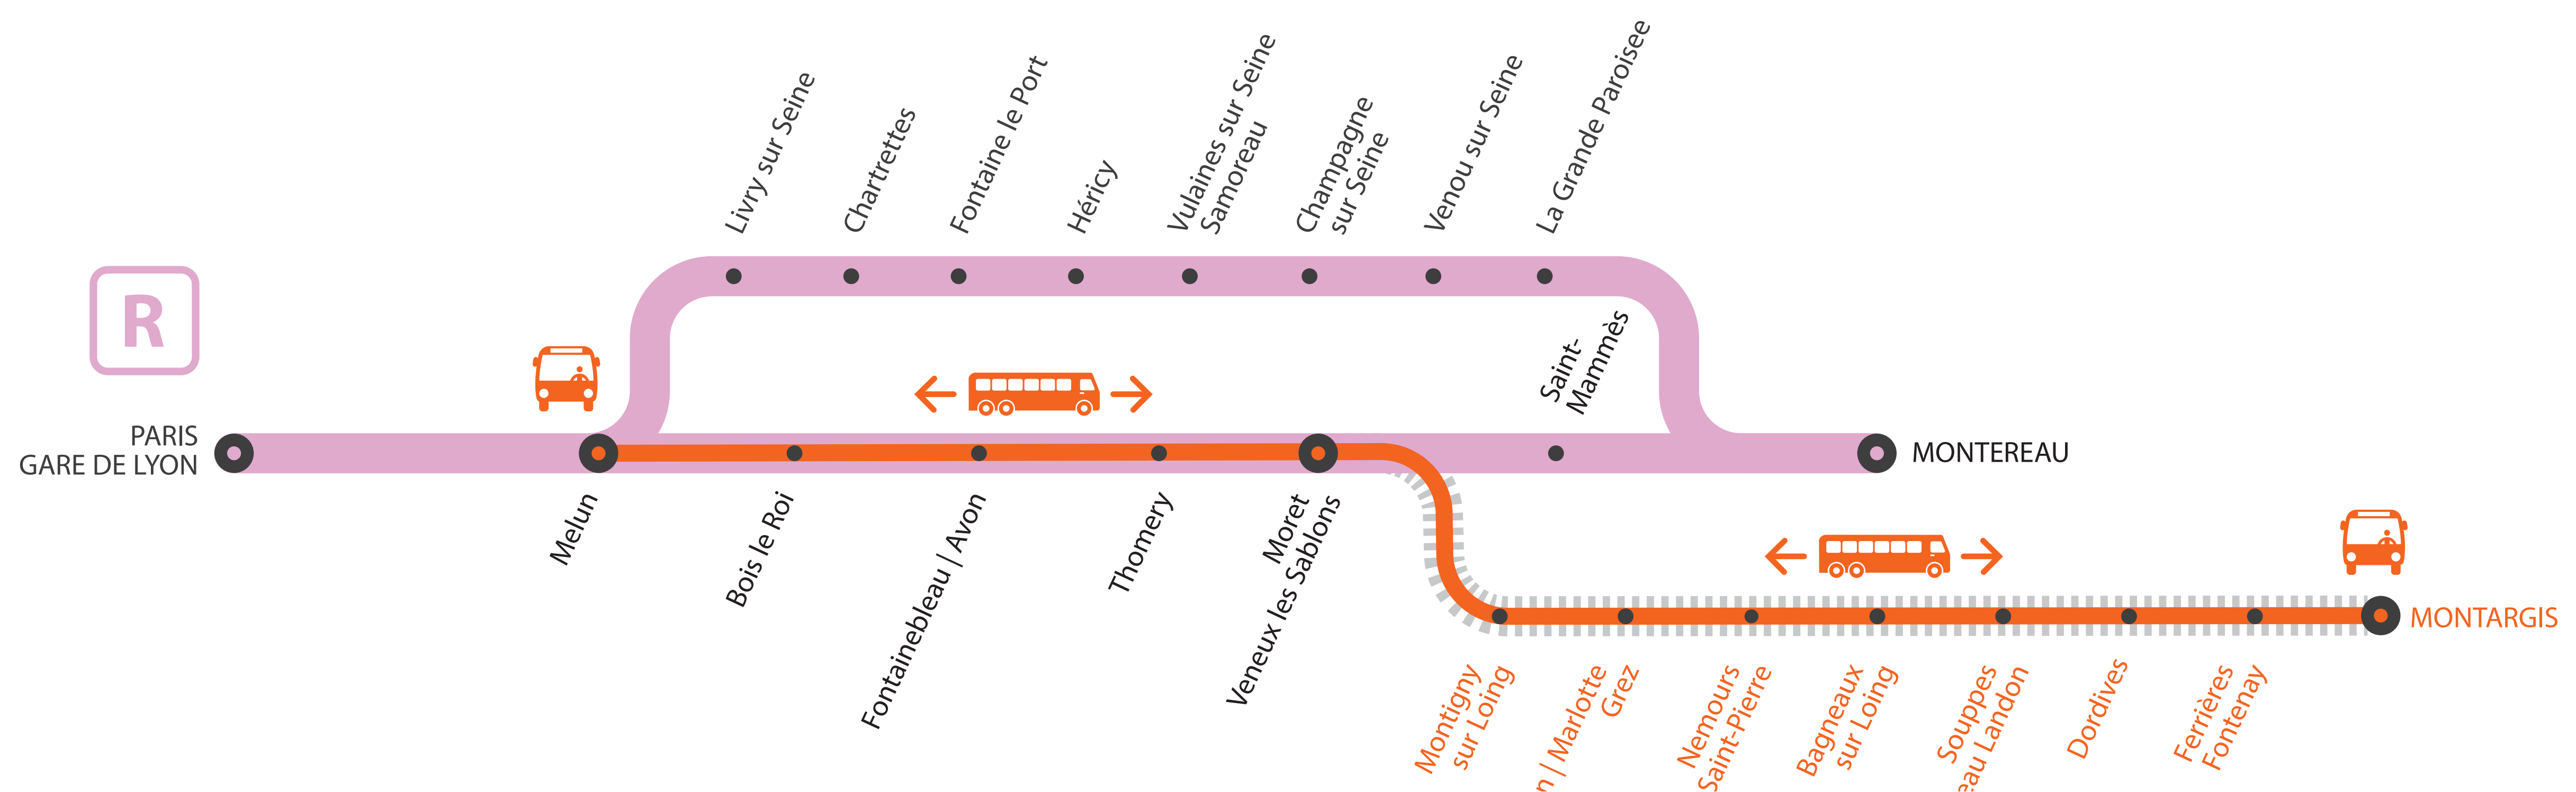 R
PARIS
GARE DE LYON
Livry sur Seine
Chartrettes
Fontaine le Port
Héricy
Vulaines sur Seine
Samoreau
Champagne
sur Seine
Venou sur Seine
La Grande Paroisee
Saint-
Mammès
MONTEREAU
Melun
Bois le Roi
Fontainebleau | Avon
Thomery
Moret
Veneux les Sablons
Montigny
sur Loing
| Marlotte
Grez
Nemours
Saint-Pierre
Bagneaux
sur Loing
Souppes
Landon
Dordives
Ferrières
Fontenay
MONTARGIS